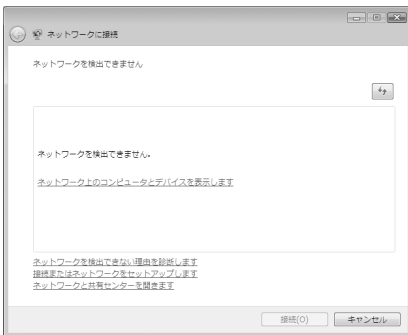 ネットワークに接続
ネットワークを検出できません
ネットワークを検出できません。
ネットワーク上のコンピュータとデバイスを表示します
ネットワークを検出できない理由を診断します
接続またはネットワークをセットアップします
ネットワークと共有センターを開きます
接続(O)
キャンセル